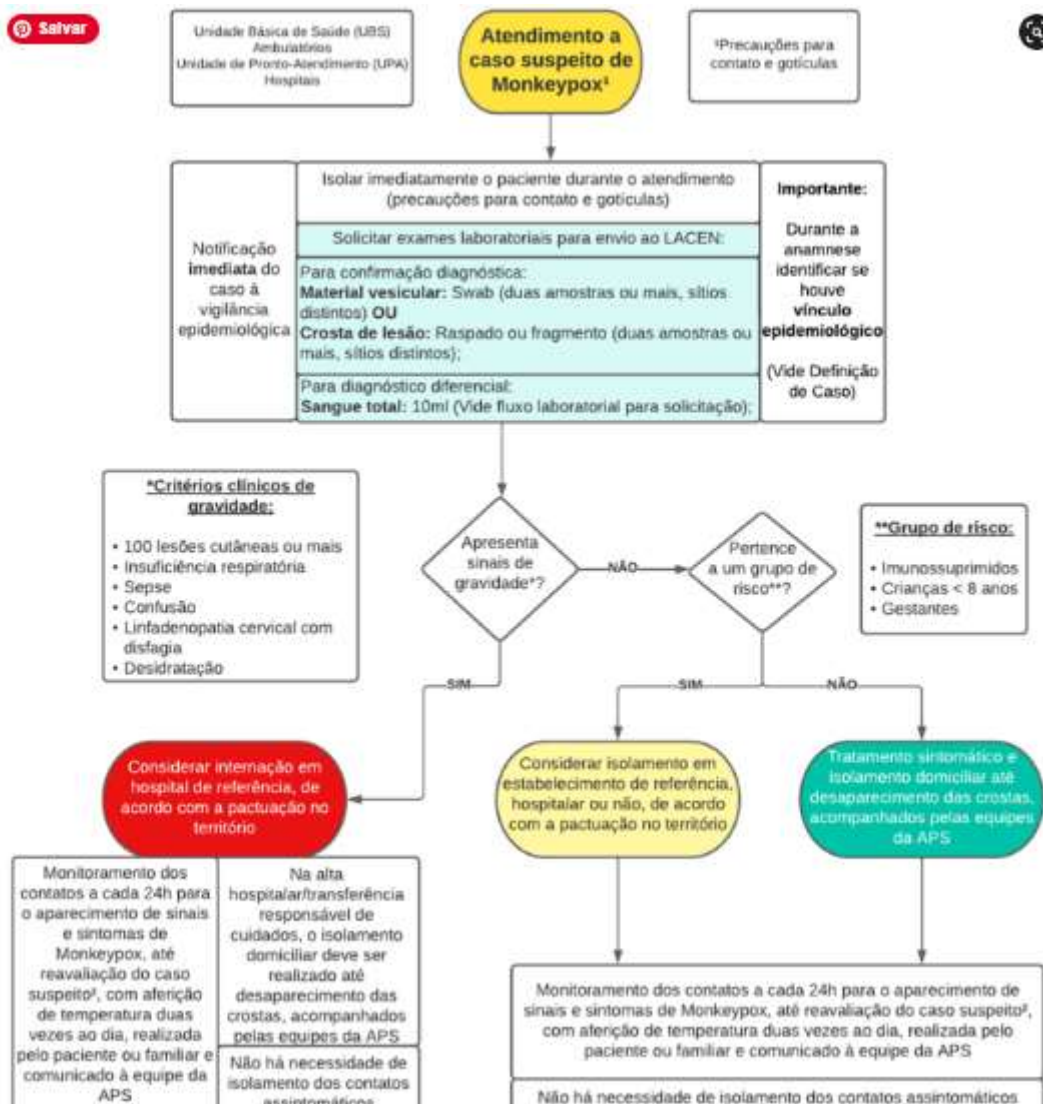 Salvar
Unidade Básica de Saúde (UBS)
Ambulatórios
Unidade de Pronto-Atendimento (UPA)
Hospitais
Atendimento a
caso suspeito de
Monkeypox¹
¹Precauções para
contato e gotículas
Notificação
imediata do
caso à
vigilância
epidemiológica
Isolar imediatamente o paciente durante o atendimento
(precauções para contato e gotículas)
Solicitar exames laboratoriais para envio ao LACEN:
Para confirmação diagnóstica:
Material vesicular: Swab (duas amostras ou mais, sítios
distintos) OU
Crosta de lesão: Raspado ou fragmento (duas amostras ou
mais, sítios distintos);
Para diagnóstico diferencial:
Sangue total: 10ml (Vide fluxo laboratorial para solicitação);
Importante:
Durante a
anamnese
identificar se
houve
vínculo
epidemiológico
(Vide Definição
de Caso)
*Critérios clínicos de
gravidade:
• 100 lesões cutâneas ou mais
• Insuficiência respiratória
• Sepse
• Confusão
• Linfadenopatia cervical com
disfagia
• Desidratação
Apresenta
sinais de
gravidade*?
NÃO
Pertence
a um grupo de
risco**?
**Grupo de risco:
• Imunossuprimidos
• Crianças < 8 anos
• Gestantes
SIM
SIM
NÃO
Considerar internação em
hospital de referência, de
acordo com a pactuação no
território
Considerar isolamento em
estabelecimento de referência,
hospitalar ou não, de acordo
com a pactuação no território
Tratamento sintomático e
isolamento domiciliar até
desaparecimento das crostas,
acompanhados pelas equipes
da APS
Monitoramento dos
contatos a cada 24h para
o aparecimento de sinais
e sintomas de
Monkeypox, até
reavaliação do caso
suspeito², com aferição
de temperatura duas
vezes ao dia, realizada
pelo paciente ou familiar e
comunicado à equipe da
APS
Na alta
hospitalar/transferência
responsável de
cuidados, o isolamento
domiciliar deve ser
realizado até
desaparecimento das
crostas, acompanhados
pelas equipes da APS
Não há necessidade de
isolamento dos contatos
assintomáticos
Monitoramento dos contatos a cada 24h para o aparecimento de
sinais e sintomas de Monkeypox, até reavaliação do caso suspeito²,
com aferição de temperatura duas vezes ao dia, realizada pelo
paciente ou familiar e comunicado à equipe da APS
Não há necessidade de isolamento dos contatos assintomáticos